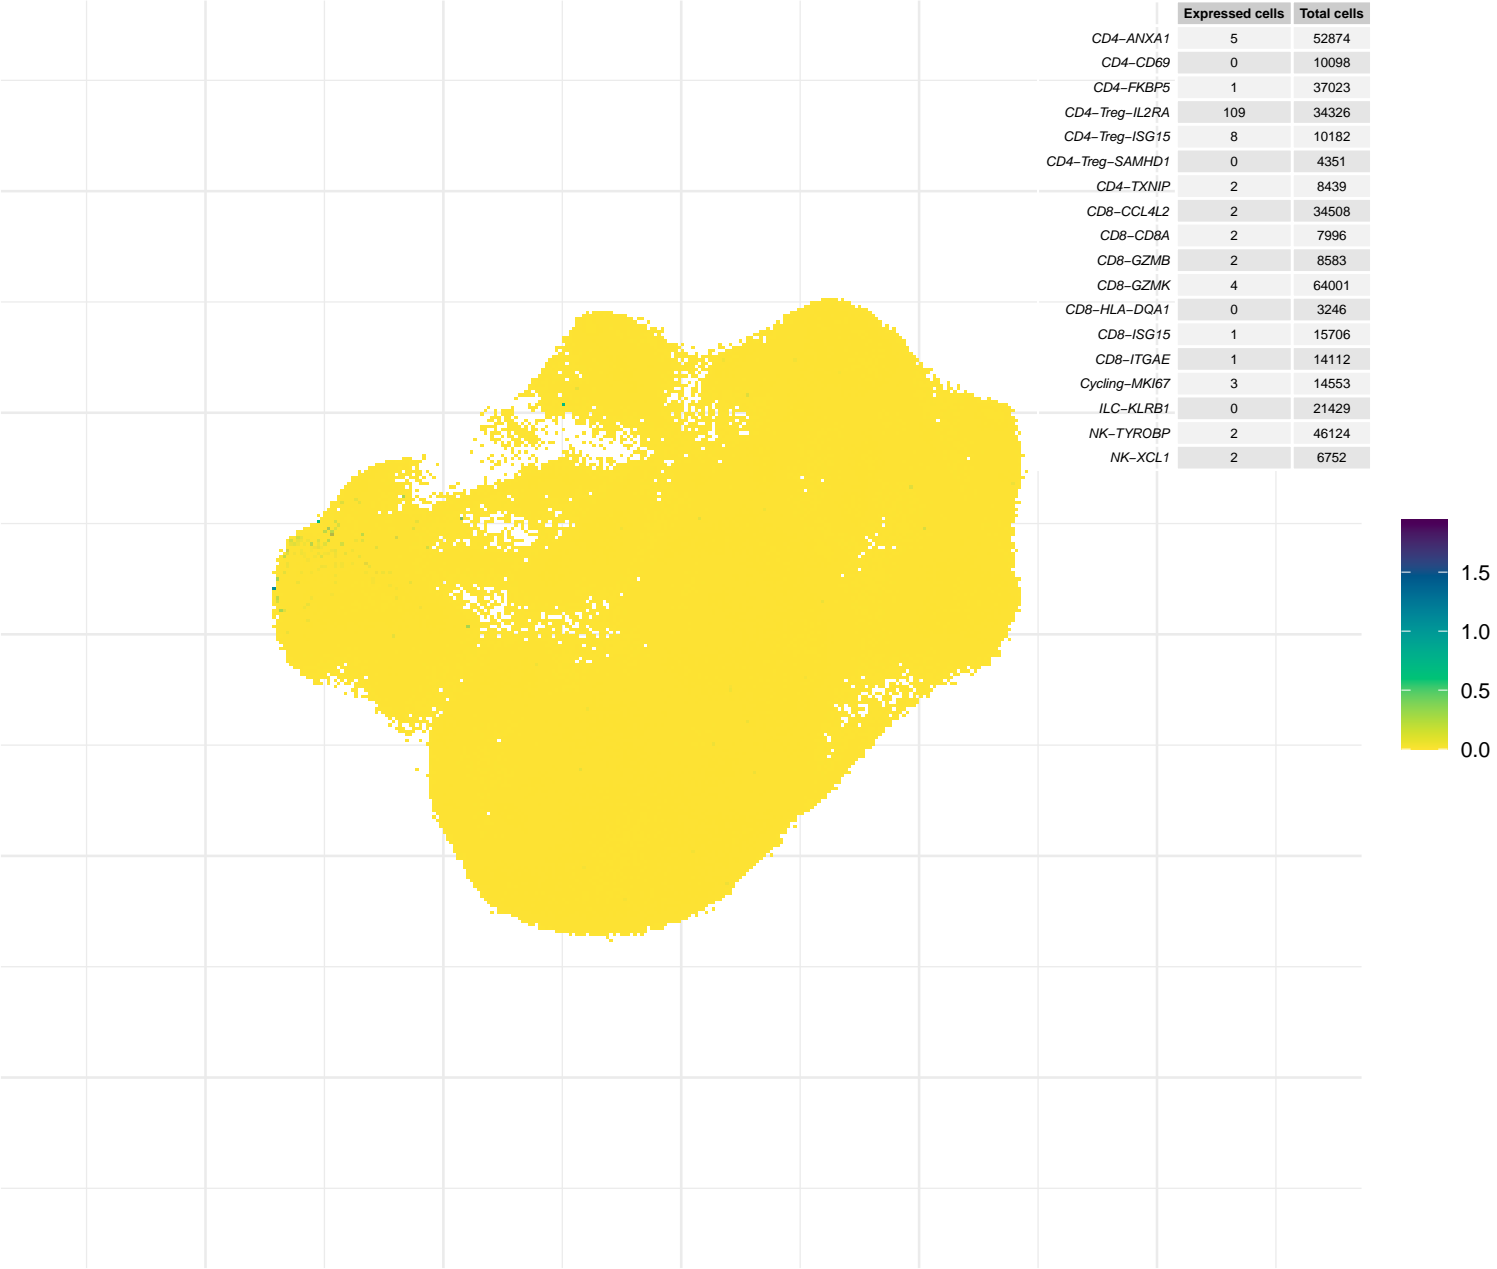 Expressed cells Total cells
CD4−ANXA1 5 52874
CD4−CD69 0 10098
CD4−FKBP5 1 37023
CD4−Treg−IL2RA 109 34326
CD4−Treg−ISG15 8 10182
CD4−Treg−SAMHD1 0 4351
CD4−TXNIP 2 8439
CD8−CCL4L2 2 34508
CD8−CD8A 2 7996
CD8−GZMB 2 8583
CD8−GZMK 4 64001
CD8−HLA−DQA1 0 3246
CD8−ISG15 1 15706
CD8−ITGAE 1 14112
Cycling−MKI67 3 14553
ILC−KLRB1 0 21429
NK−TYROBP 2 46124
NK−XCL1 2 6752
1.5
1.0
0.5
0.0